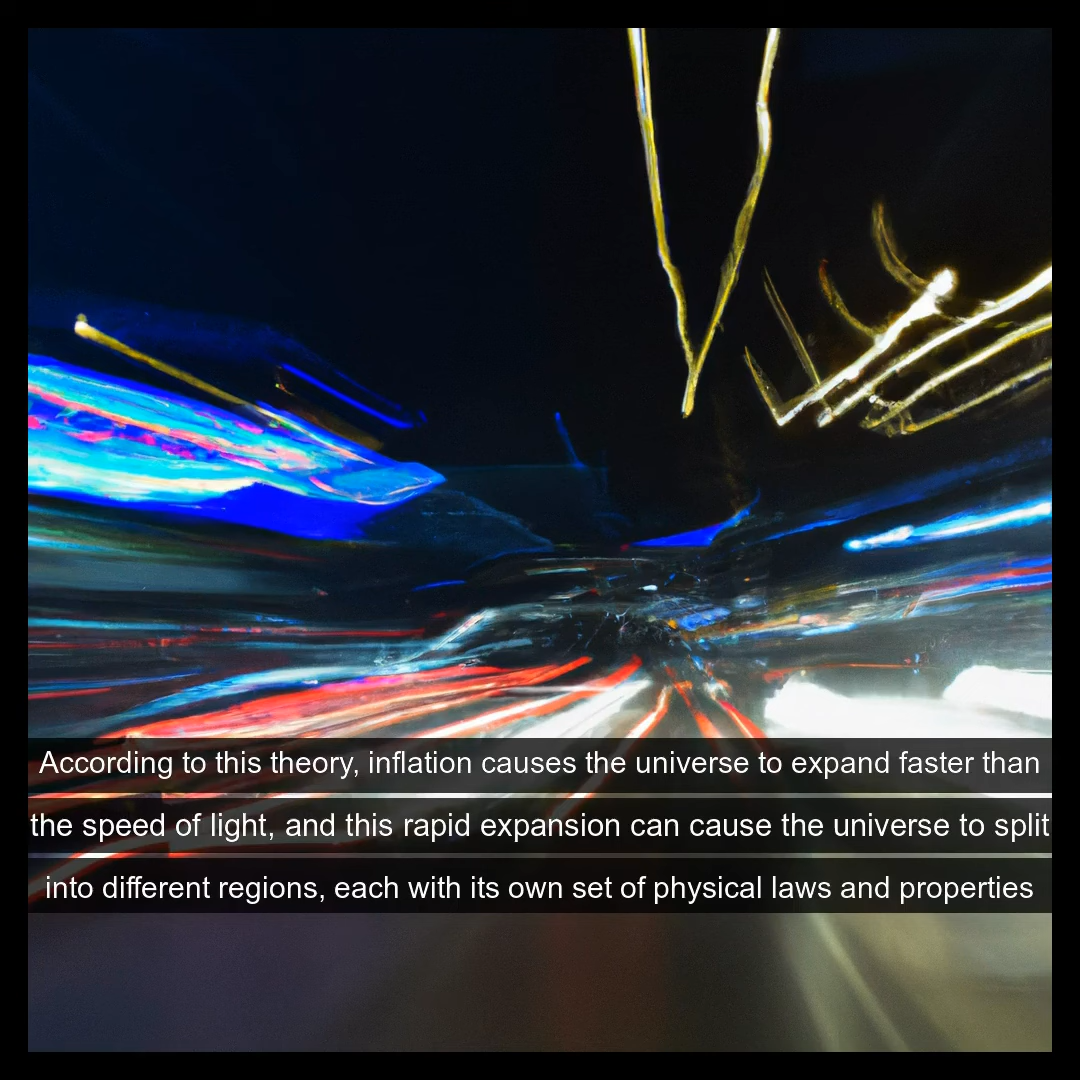 According to this theory, inflation causes the universe to expand faster than
the speed of light, and this rapid expansion can cause the universe to split
into different regions, each with its own set of physical laws and properties